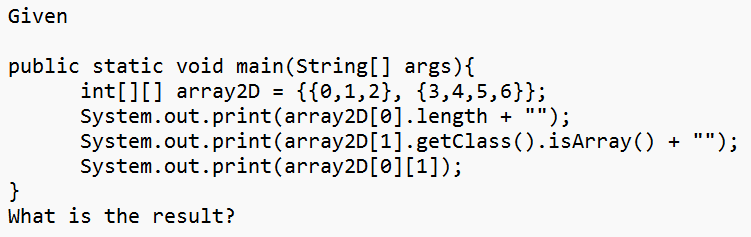 Given
public static void main(String[] args){
int[][] array2D = {{0,1,2}, {3,4,5,6}};
System.out.print(array2D[0].length + "");
System.out.print(array2D[1].getClass().isArray() + "");
System.out.print(array2D[0][1]);
}
What is the result?